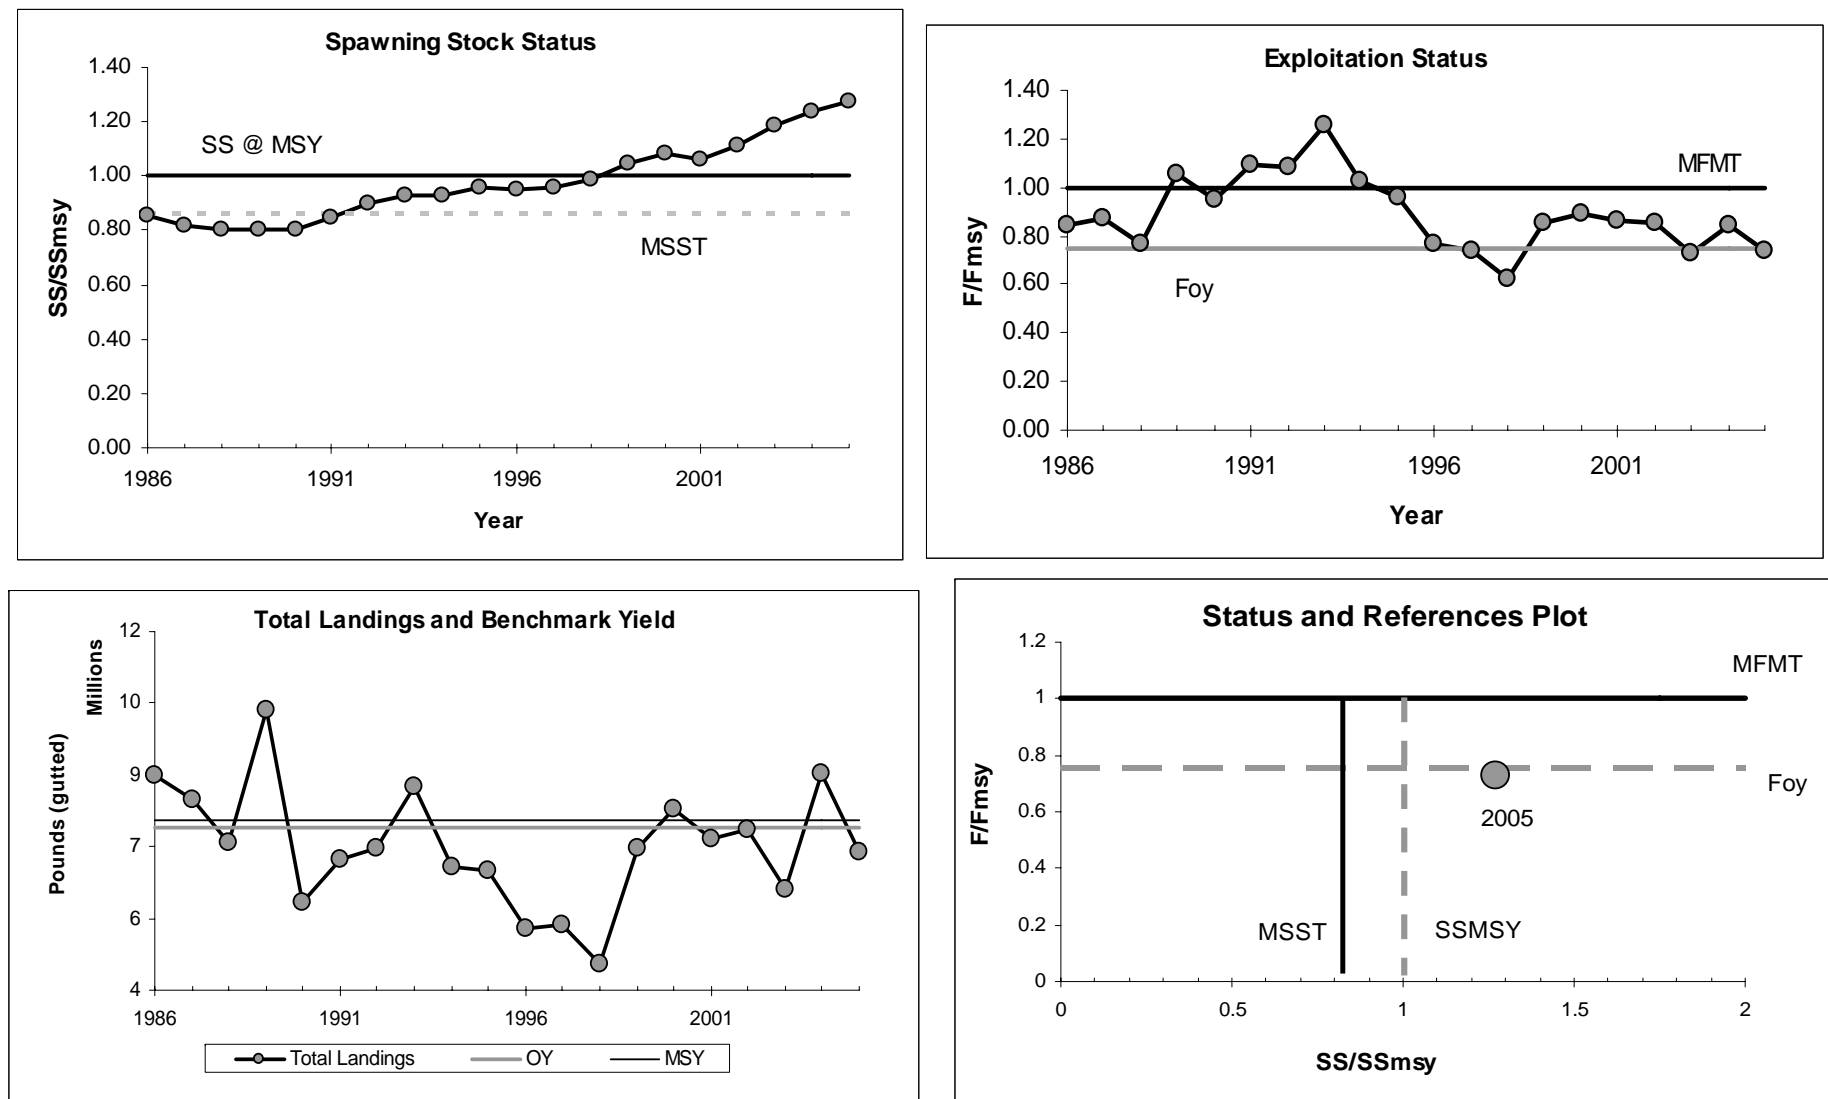 Spawning Stock Status
1.40
1.20
1.00
0.80
0.60
0.40
0.20
0.00
SS/SSmsy
SS @ MSY
MSST
1986
1991
1996
2001
Year
Exploitation Status
1.40
1.20
1.00
0.80
0.60
0.40
0.20
0.00
F/Fmsy
MFMT
Foy
1986
1991
1996
2001
Year
Total Landings and Benchmark Yield
Millions
Pounds (gutted)
12
10
9
7
6
4
1986
1991
1996
2001
Total Landings
OY
MSY
Status and References Plot
1.2
1
0.8
0.6
0.4
0.2
0
F/Fmsy
MFMT
Foy
2005
MSST
SSMSY
0
0.5
1
1.5
2
SS/SSmsy